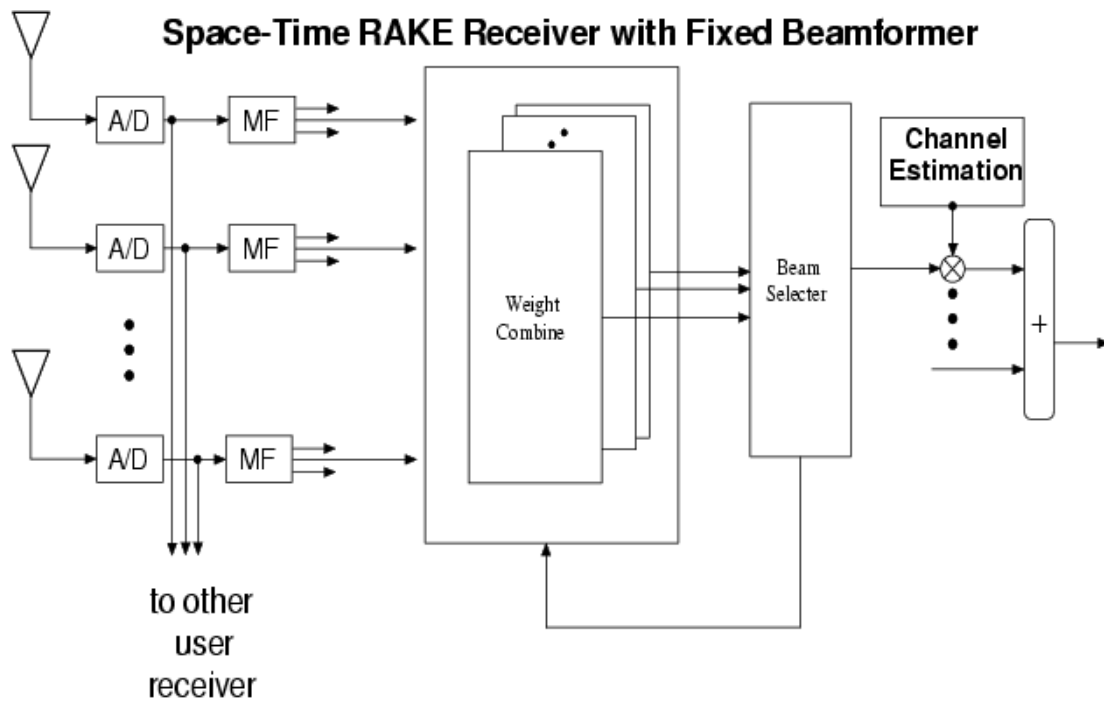 Space-Time RAKE Receiver with Fixed Beamformer
A/D
MF
A/D
MF
A/D
MF
to other
user
receiver
Weight
Combine
Beam
Selecter
Channel
Estimation
+